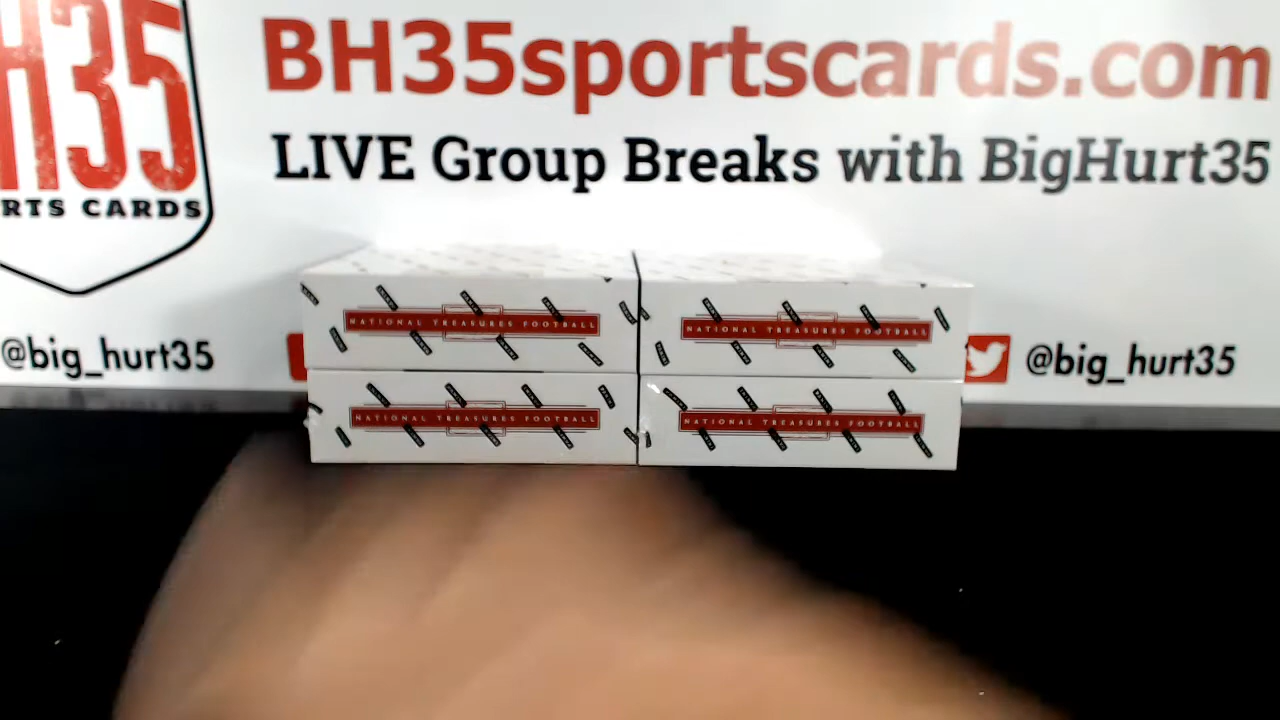 H35
RTS CARDS
BH35sportscards.com
LIVE Group Breaks with BigHurt35
@big_hurt35
@big_hurt35
NATIONAL TREASURES FOOTBALL
NATIONAL TREASURES FOOTBALL
NATIONAL TREASURES FOOTBALL
NATIONAL TREASURES FOOTBALL